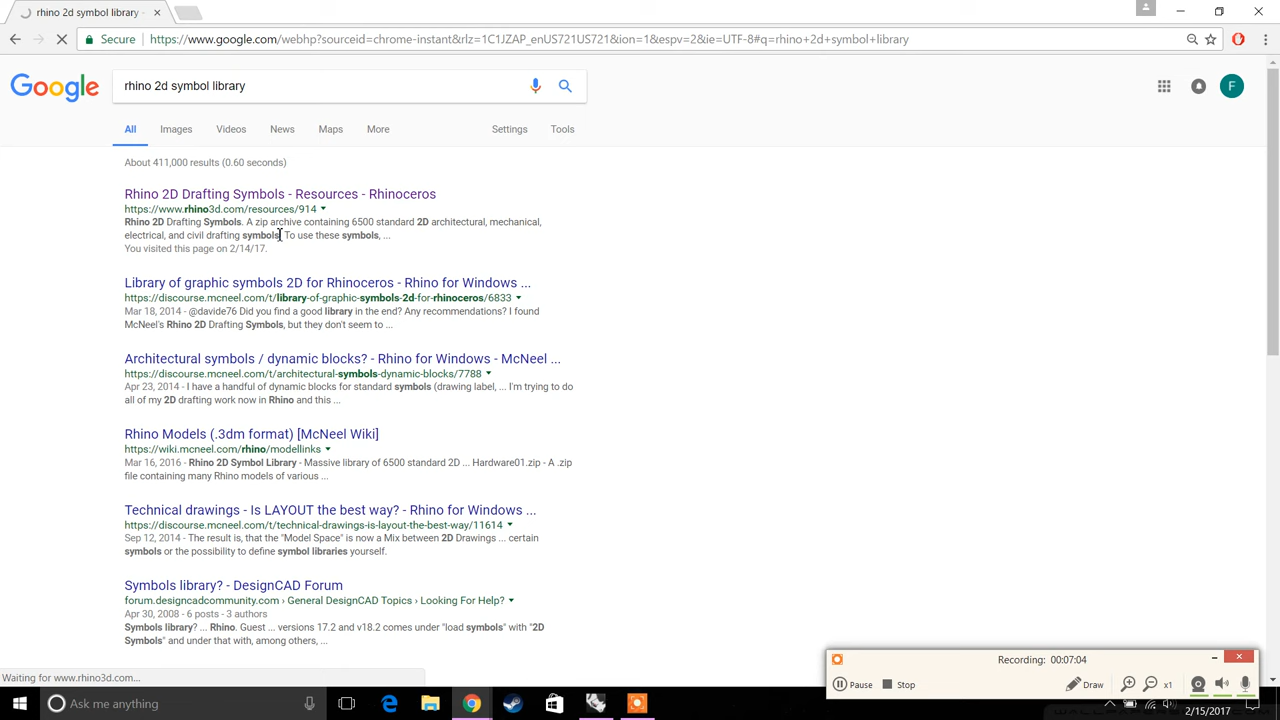 rhino 2d symbol library -
Secure https://www.google.com/webhp?sourceid=chrome-instant&rlz=1C1JZAP_enUS721US721&ion=1&espv=2&ie=UTF-8#q=rhino+2d+symbol+library
Google rhino 2d symbol library F
All Images Videos News Maps More Settings Tools
About 411,000 results (0.60 seconds)
Rhino 2D Drafting Symbols - Resources - Rhinoceros
https://www.rhino3d.com/resources/914
Rhino 2D Drafting Symbols. A zip archive containing 6500 standard 2D architectural, mechanical,
electrical, and civil drafting symbols. To use these symbols, ...
You visited this page on 2/14/17.
Library of graphic symbols 2D for Rhinoceros - Rhino for Windows ...
https://discourse.mcneel.com/t/library-of-graphic-symbols-2d-for-rhinoceros/6833
Mar 18, 2014 - @davide76 Did you find a good library in the end? Any recommendations? I found
McNeel's Rhino 2D Drafting Symbols, but they don't seem to ...
Architectural symbols / dynamic blocks? - Rhino for Windows - McNeel ...
https://discourse.mcneel.com/t/architectural-symbols-dynamic-blocks/7788
Apr 23, 2014 - I have a handful of dynamic blocks for standard symbols (drawing label, ... I'm trying to do
all of my 2D drafting work now in Rhino and this ...
Rhino Models (.3dm format) [McNeel Wiki]
https://wiki.mcneel.com/rhino/modellinks
Mar 16, 2016 - Rhino 2D Symbol Library - Massive library of 6500 standard 2D ... Hardware01.zip - A .zip
file containing many Rhino models of various ...
Technical drawings - Is LAYOUT the best way? - Rhino for Windows ...
https://discourse.mcneel.com/t/technical-drawings-is-layout-the-best-way/11614
Sep 12, 2014 - The result is, that the "Model Space" is now a Mix between 2D Drawings ... certain
symbols or the possibility to define symbol libraries yourself.
Symbols library? - DesignCAD Forum
forum.designcadcommunity.com › General DesignCAD Topics › Looking For Help?
Apr 30, 2008 - 6 posts - 3 authors
Symbols library? ... Rhino. Guest ... versions 17.2 and v18.2 comes under "load symbols" with "2D
Symbols" and under that with, among others, ...
Waiting for www.rhino3d.com...
Recording: 00:07:04
Pause Stop Draw x1
Ask me anything
2/15/2017